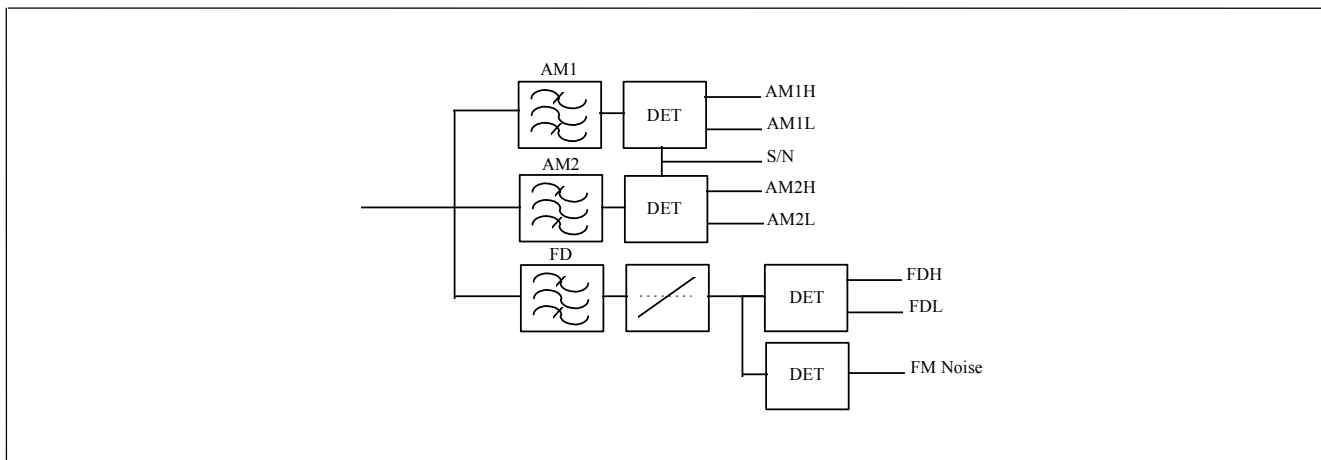 AM1
DET
AM1H
AM1L
S/N
AM2
DET
AM2H
AM2L
FD
DET
FDH
FDL
DET
FM Noise